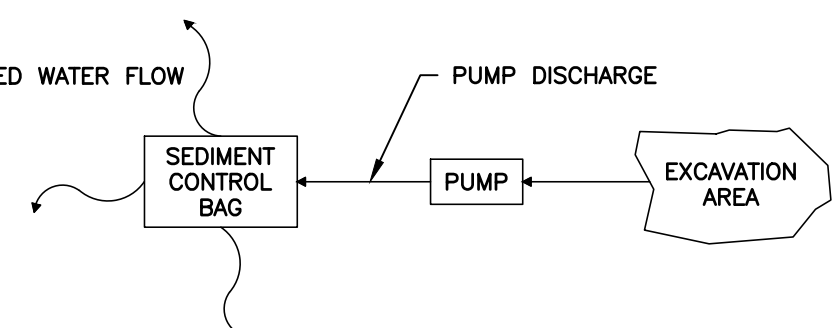 ED WATER FLOW
PUMP DISCHARGE
SEDIMENT
CONTROL
BAG
PUMP
EXCAVATION
AREA